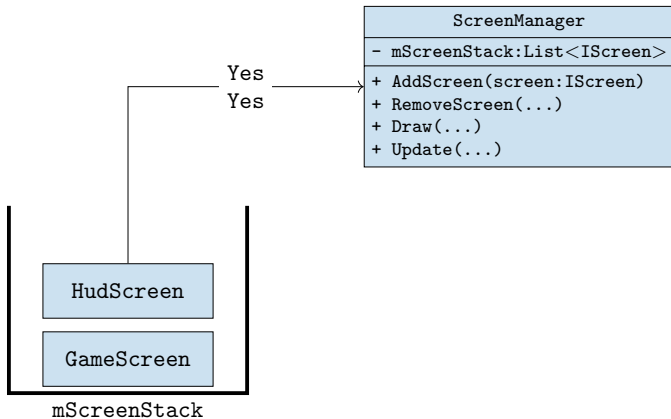 ScreenManager
- mScreenStack:List<IScreen>
+ AddScreen(screen:IScreen)
+ RemoveScreen(...)
+ Draw(...)
+ Update(...)
Yes
Yes
HudScreen
GameScreen
mScreenStack